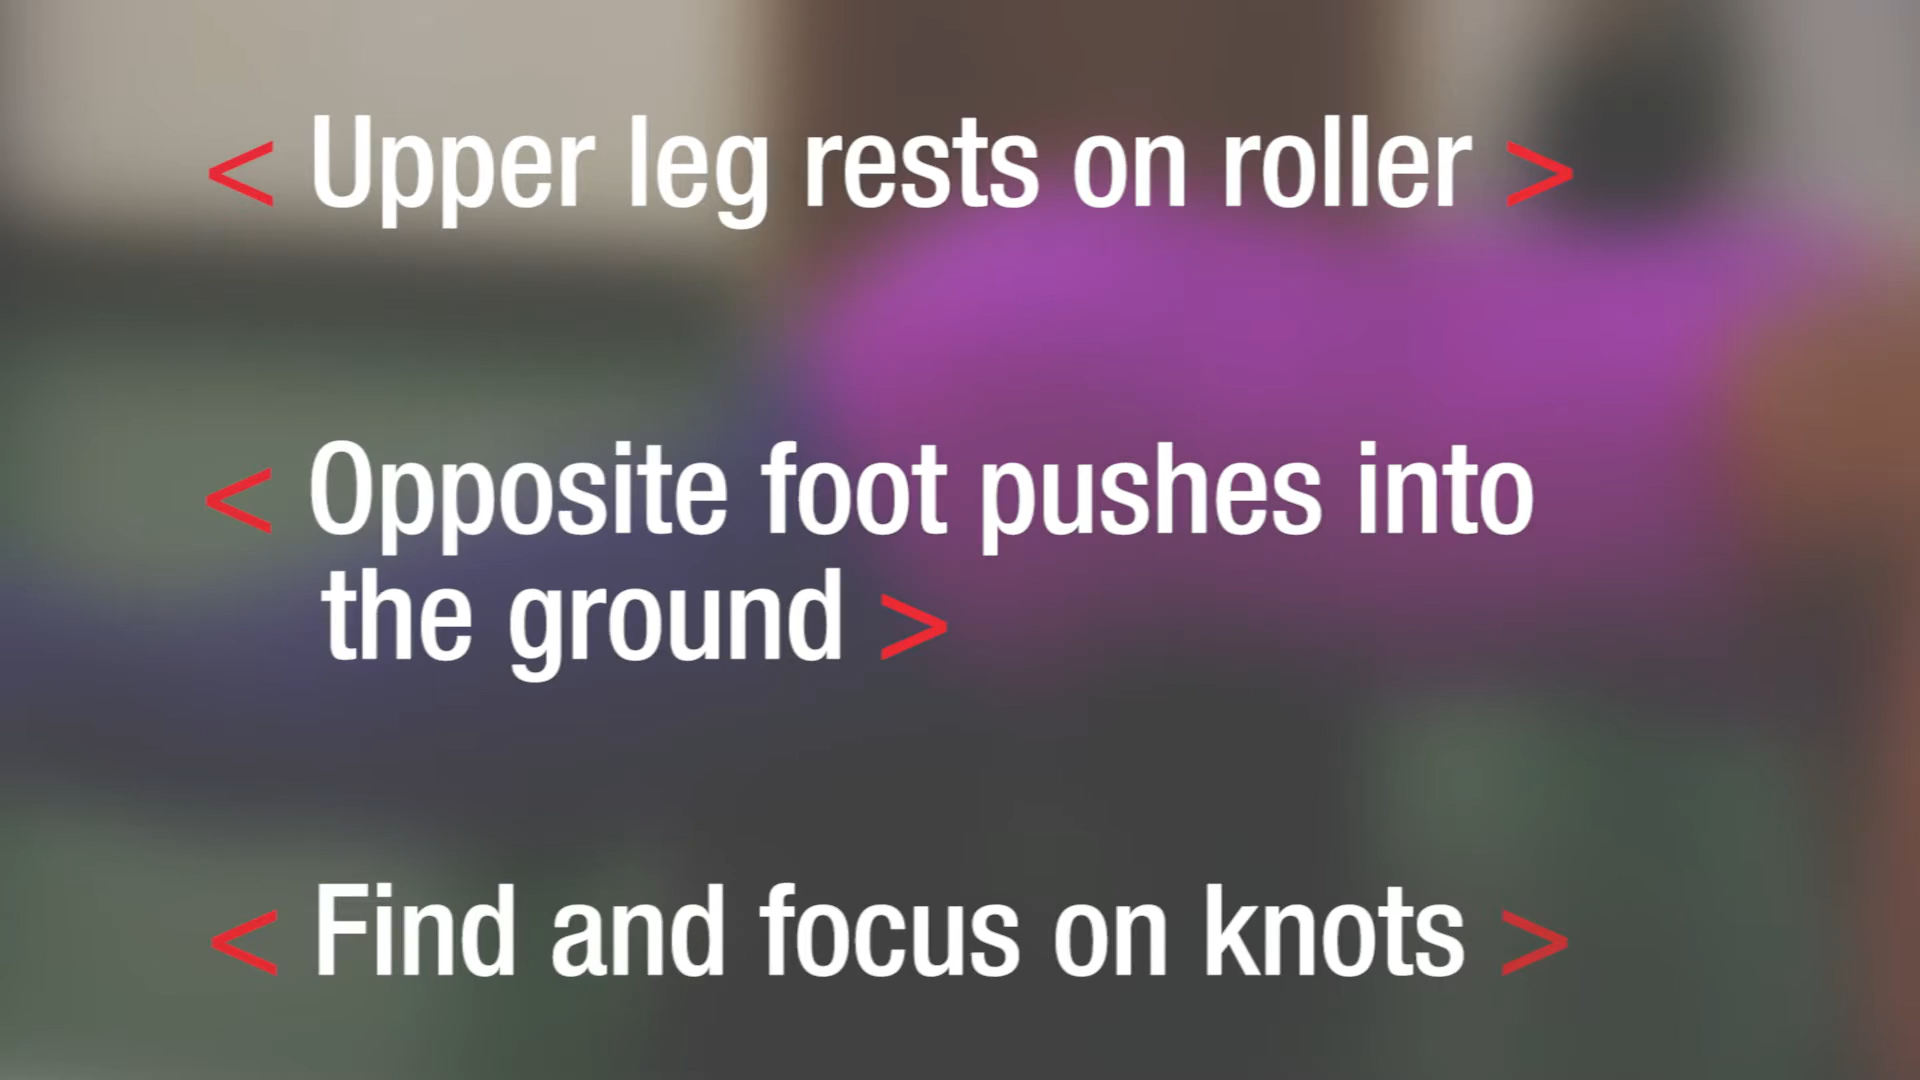 < Upper leg rests on roller >
< Opposite foot pushes into
the ground >
< Find and focus on knots >